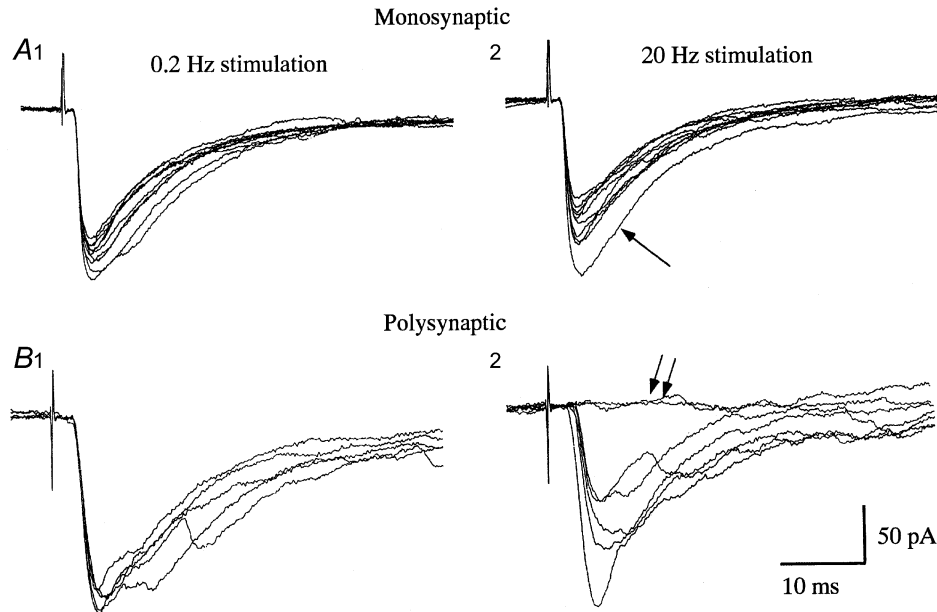 Monosynaptic
A1
0.2 Hz stimulation
2
20 Hz stimulation
Polysynaptic
B1
2
50 pA
10 ms